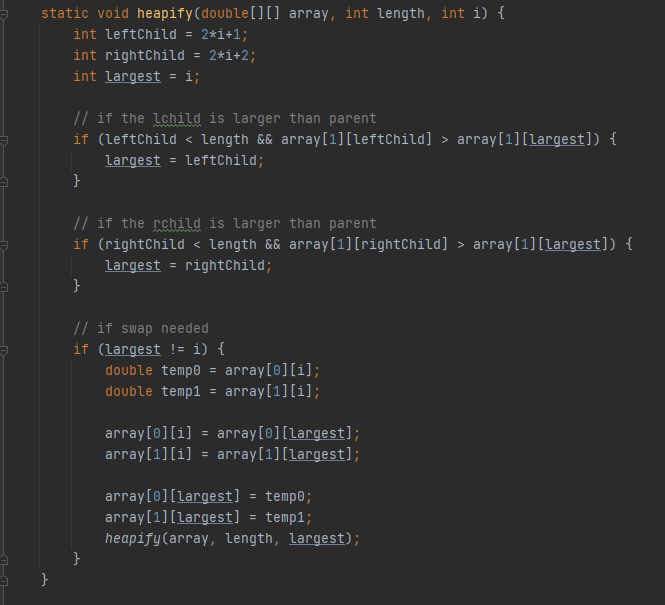 static void heapify(double[][] array, int length, int i) {
    int leftChild = 2*i+1;
    int rightChild = 2*i+2;
    int largest = i;

    // if the lchild is larger than parent
    if (leftChild < length && array[1][leftChild] > array[1][largest]) {
        largest = leftChild;
    }

    // if the rchild is larger than parent
    if (rightChild < length && array[1][rightChild] > array[1][largest]) {
        largest = rightChild;
    }

    // if swap needed
    if (largest != i) {
        double temp0 = array[0][i];
        double temp1 = array[1][i];

        array[0][i] = array[0][largest];
        array[1][i] = array[1][largest];

        array[0][largest] = temp0;
        array[1][largest] = temp1;
        heapify(array, length, largest);
    }
}